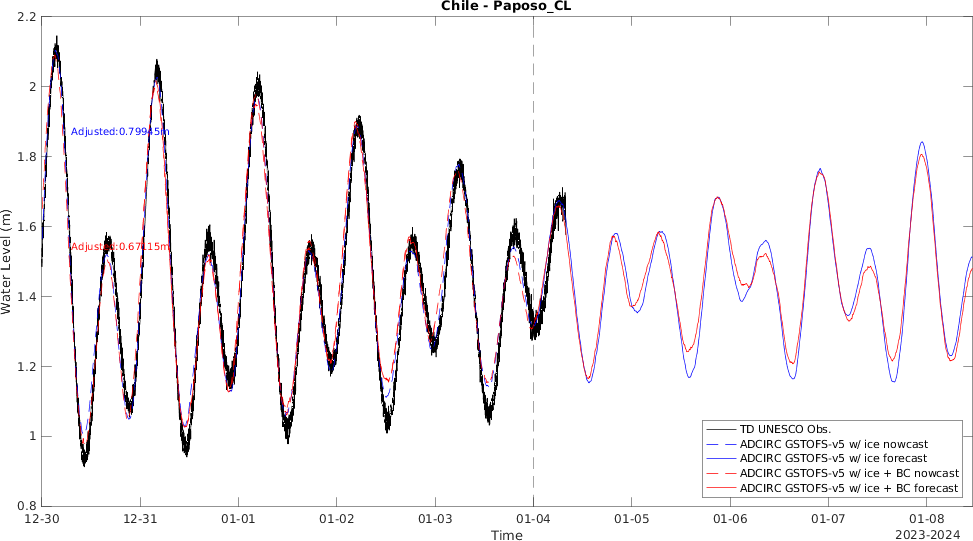 Chile - Paposo_CL
2.2
2
1.8
1.6
1.4
1.2
1
0.8
Water Level (m)
Adjusted:0.79945m
Adjusted:0.67115m
TD UNESCO Obs.
ADCIRC GSTOFS-v5 w/ ice nowcast
ADCIRC GSTOFS-v5 w/ ice forecast
ADCIRC GSTOFS-v5 w/ ice + BC nowcast
ADCIRC GSTOFS-v5 w/ ice + BC forecast
12-30 12-31 01-01 01-02 01-03 01-04 01-05 01-06 01-07 01-08
Time
2023-2024